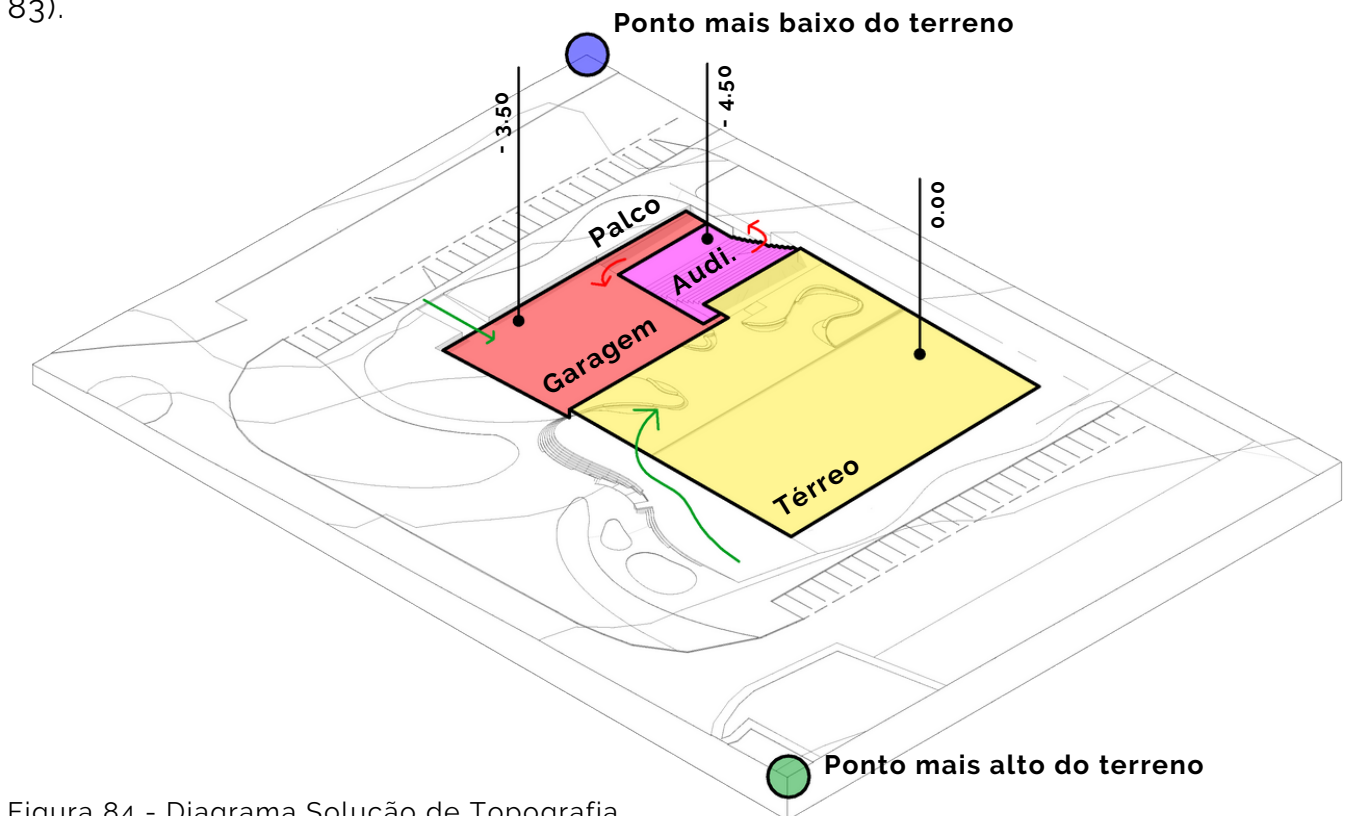 83).
Ponto mais baixo do terreno
- 3.50
- 4.50
0.00
Palco
Audi.
Garagem
Térreo
Ponto mais alto do terreno
Figura 84 - Diagrama Solução de Topografia